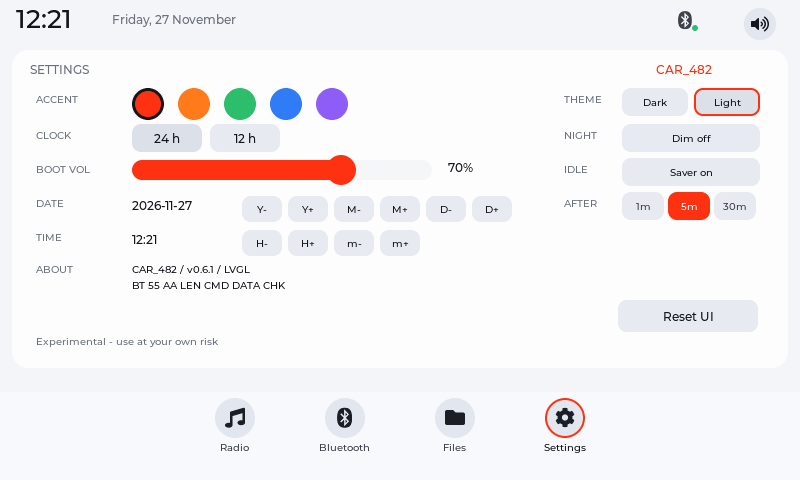 12:21
Friday, 27 November
SETTINGS
CAR_482
ACCENT
THEME
Dark
Light
CLOCK
24 h
12 h
NIGHT
Dim off
BOOT VOL
70%
IDLE
Saver on
DATE
2026-11-27
Y-
Y+
M-
M+
D-
D+
AFTER
1m
5m
30m
TIME
12:21
H-
H+
m-
m+
ABOUT
CAR_482 / v0.6.1 / LVGL
BT 55 AA LEN CMD DATA CHK
Reset UI
Experimental - use at your own risk
Radio
Bluetooth
Files
Settings